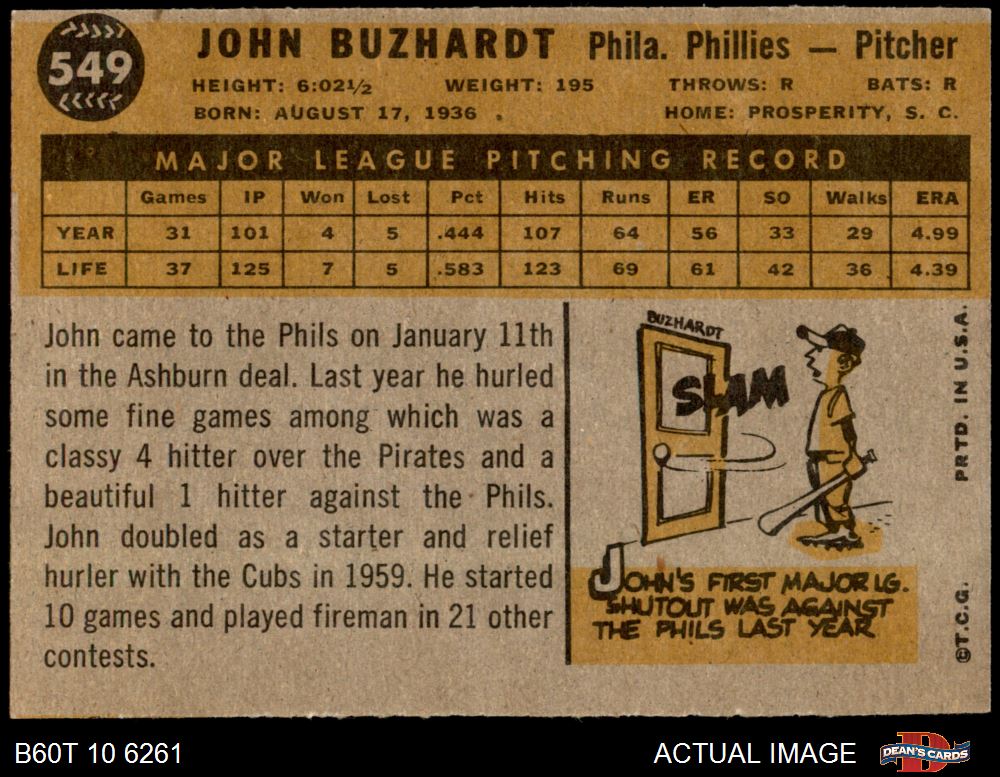 549
JOHN BUZHARDT Phila. Phillies — Pitcher
HEIGHT: 6:02½ WEIGHT: 195 THROWS: R BATS: R
BORN: AUGUST 17, 1936 HOME: PROSPERITY, S. C.
MAJOR LEAGUE PITCHING RECORD
Games IP Won Lost Pct Hits Runs ER SO Walks ERA
YEAR 31 101 4 5 .444 107 64 56 33 29 4.99
LIFE 37 125 7 5 .583 123 69 61 42 36 4.39
John came to the Phils on January 11th
in the Ashburn deal. Last year he hurled
some fine games among which was a
classy 4 hitter over the Pirates and a
beautiful 1 hitter against the Phils.
John doubled as a starter and relief
hurler with the Cubs in 1959. He started
10 games and played fireman in 21 other
contests.
BUZHARDT
SLAM
JOHN'S FIRST MAJOR LG.
SHUTOUT WAS AGAINST
THE PHILS LAST YEAR
©T.C.G. PRTD. IN U.S.A.
B60T 10 6261 ACTUAL IMAGE DEAN'S CARDS